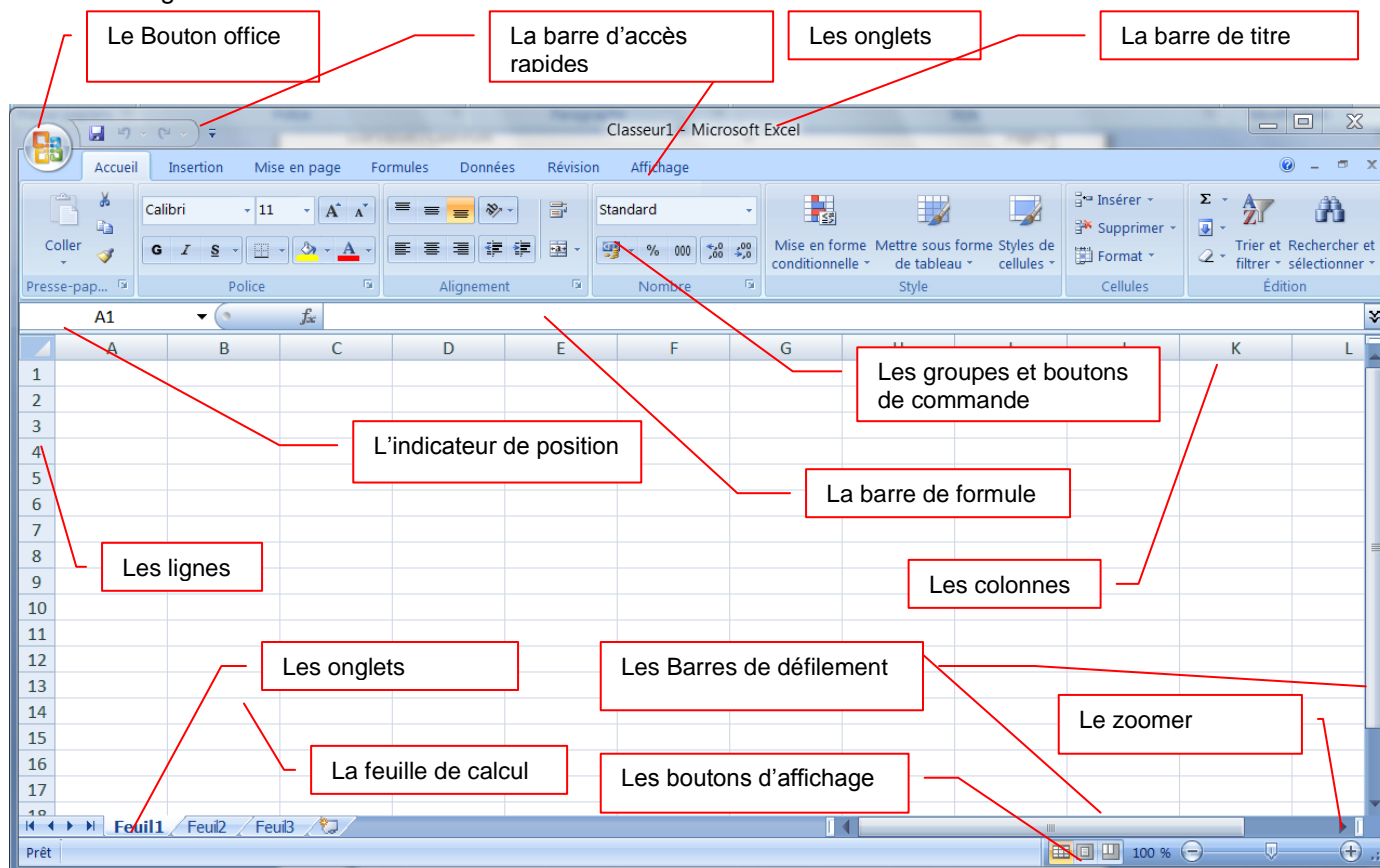 Le Bouton office
La barre d'accès
rapides
Les onglets
La barre de titre
Classeur1 - Microsoft Excel
Accueil Insertion Mise en page Formules Données Révision Affichage
Calibri 11 Standard
Insérer
Supprimer
Format
Coller
G I S
% 000
Mise en forme
conditionnelle
Mettre sous forme
de tableau
Styles de
cellules
Trier et
filtrer
Rechercher et
sélectionner
Presse-pap... Police Alignement Nombre Style Cellules Édition
A1 fx
A B C D E F G K L
1
2
3
4
5
6
7
8
9
10
11
12
13
14
15
16
17
18
Les groupes et boutons
de commande
L'indicateur de position
La barre de formule
Les lignes
Les colonnes
Les onglets
Les Barres de défilement
Le zoomer
La feuille de calcul
Les boutons d'affichage
Feuil1 Feuil2 Feuil3
Prêt 100 %